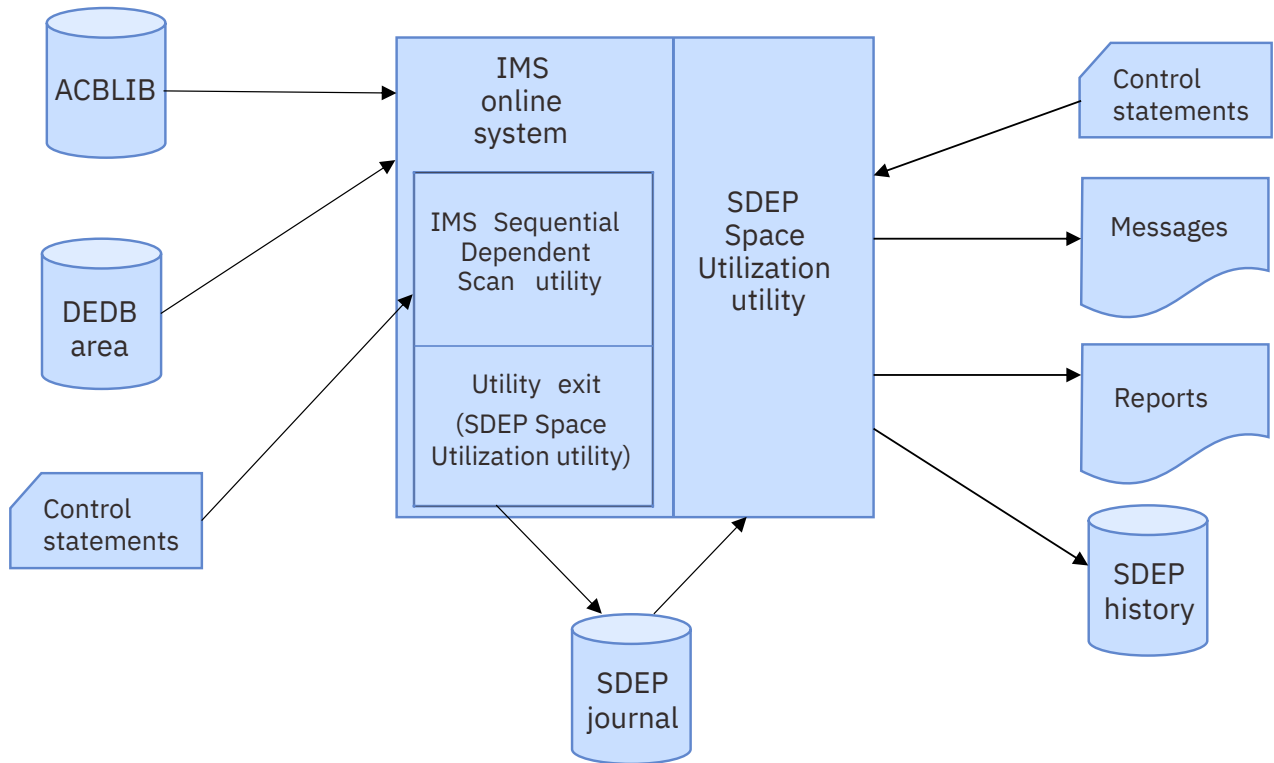 ACBLIB
IMS
online
system
Control
statements
IMS Sequential
Dependent
Scan utility
SDEP
Space
Utilization
utility
Messages
DEDB
area
Utility exit
(SDEP Space
Utilization utility)
Reports
Control
statements
SDEP
history
SDEP
journal